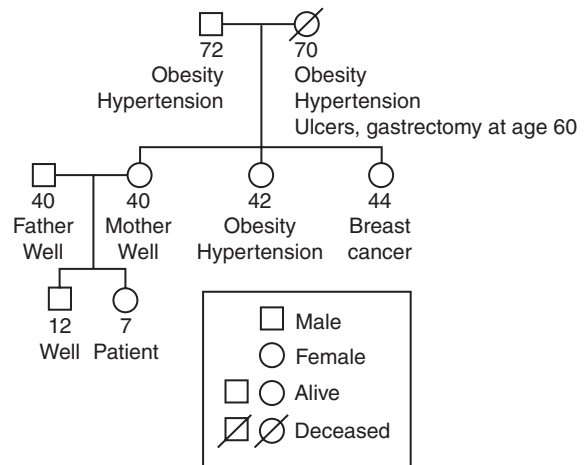 72
Obesity
Hypertension
70
Obesity
Hypertension
Ulcers, gastrectomy at age 60
40
Father
Well
40
Mother
Well
42
Obesity
Hypertension
44
Breast
cancer
12
Well
7
Patient
Male
Female
Alive
Deceased